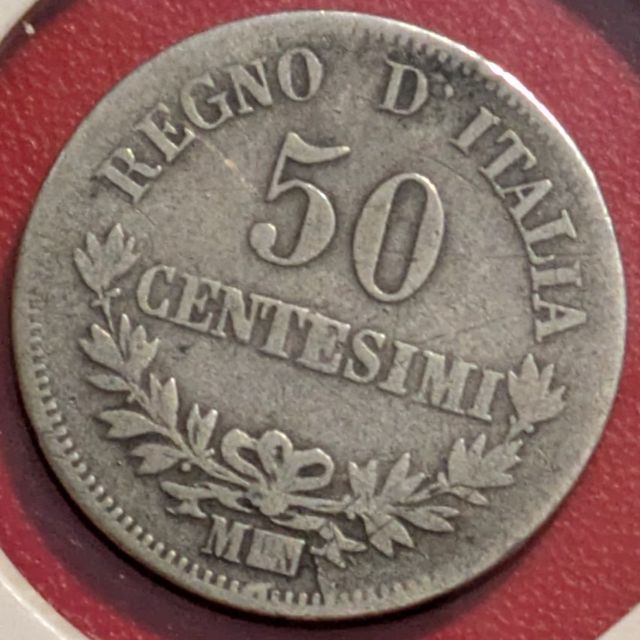 REGNO D'ITALIA
50
CENTESIMI
M BN